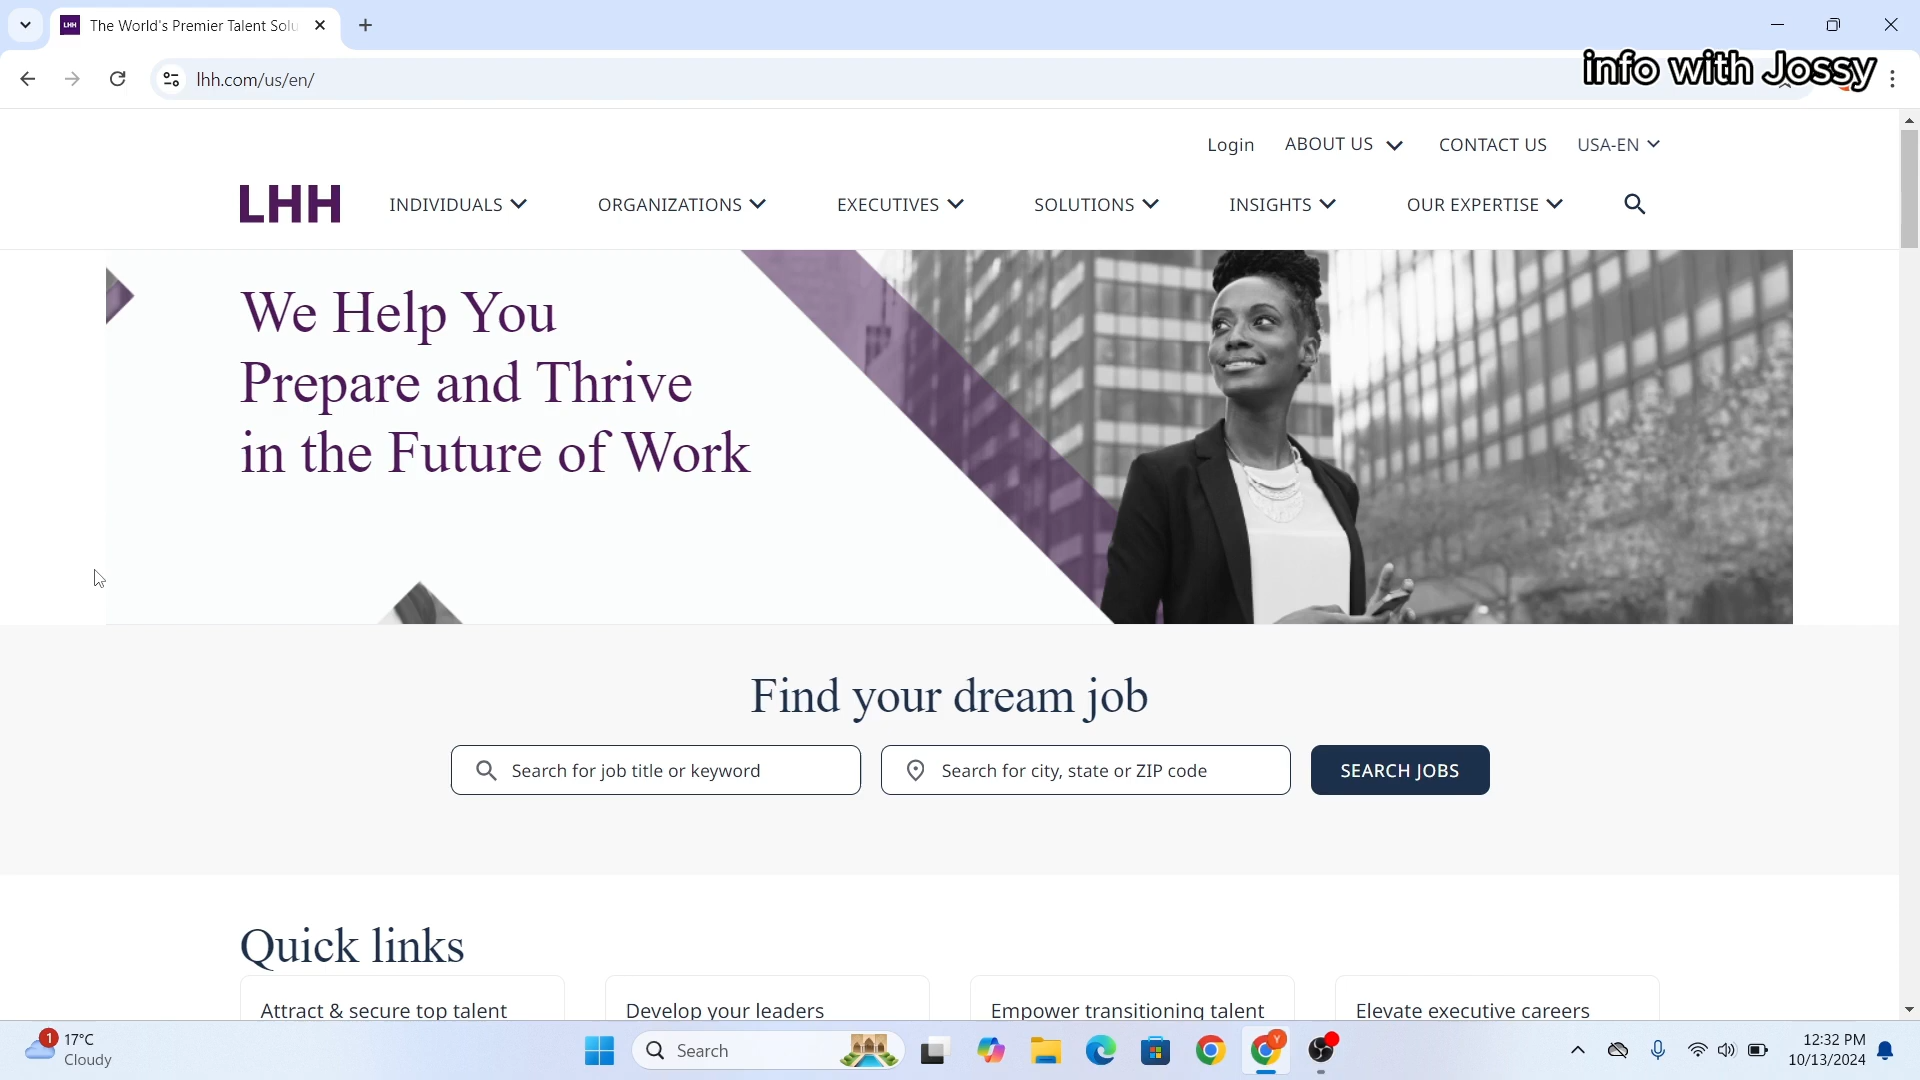 LHH
The World's Premier Talent Solu
lhh.com/us/en/
info with Jossy
Login
ABOUT US
CONTACT US
USA-EN
LHH
INDIVIDUALS
ORGANIZATIONS
EXECUTIVES
SOLUTIONS
INSIGHTS
OUR EXPERTISE
We Help You
Prepare and Thrive
in the Future of Work
Find your dream job
Search for job title or keyword
Search for city, state or ZIP code
SEARCH JOBS
Quick links
Attract & secure top talent
Develop your leaders
Empower transitioning talent
Elevate executive careers
1
17°C
Cloudy
Search
Y
12:32 PM
10/13/2024